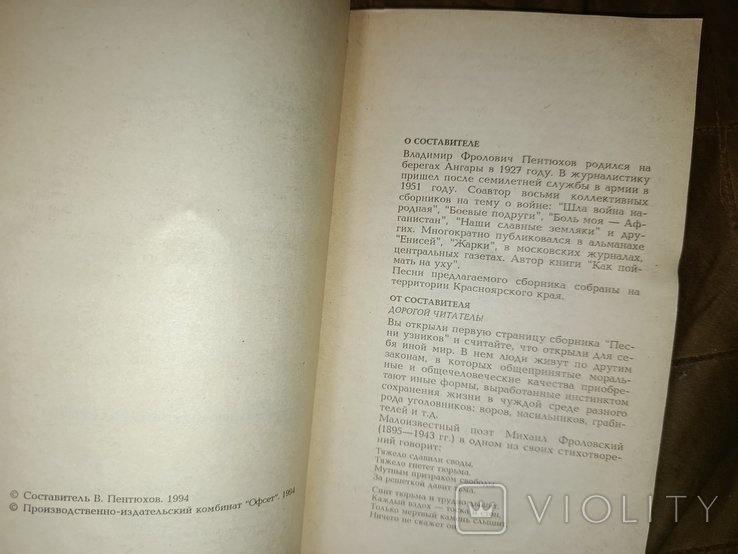 © Составитель В. Пентюхов. 1994
© Производственно-издательский комбинат "Офсет". 1994
О СОСТАВИТЕЛЕ
Владимир Фролович Пентюхов родился на
берегах Ангары в 1927 году. В журналистику
пришел после семилетней службы в армии в
1951 году. Соавтор восьми коллективных
сборников на тему о войне: "Шла война на-
родная", "Боевые подруги", "Боль моя — Аф-
ганистан", "Наши славные земляки" и дру-
гих. Многократно публиковался в альманахе
"Енисей", "Жарки", в московских журналах,
центральных газетах. Автор книги "Как пой-
мать на уху".
Песни предлагаемого сборника собраны на
территории Красноярского края.
ОТ СОСТАВИТЕЛЯ
ДОРОГОЙ ЧИТАТЕЛЬ!
Вы открыли первую страницу сборника "Пес-
ни узников" и считайте, что открыли для се-
бя иной мир. В нем люди живут по другим
законам, в которых общепринятые мораль-
ные и общечеловеческие качества приобре-
тают иные формы, выработанные инстинктом
сохранения жизни в чуждой среде разного
рода уголовников: воров, насильников, граби-
телей и т.д.
Малоизвестный поэт Михаил Фроловский
(1895—1943 гг.) в одном из своих стихотворе-
ний говорит:
Тяжело сдавили своды,
Тяжело гнетет тюрьма.
Мутным призраком свободы
За решеткой давит тьма.
Спит тюрьма и трудно дышит
Каждый вздох — тоска и стон.
Только мертвый камень слышит
Ничего не скажет он.
VIOLITY